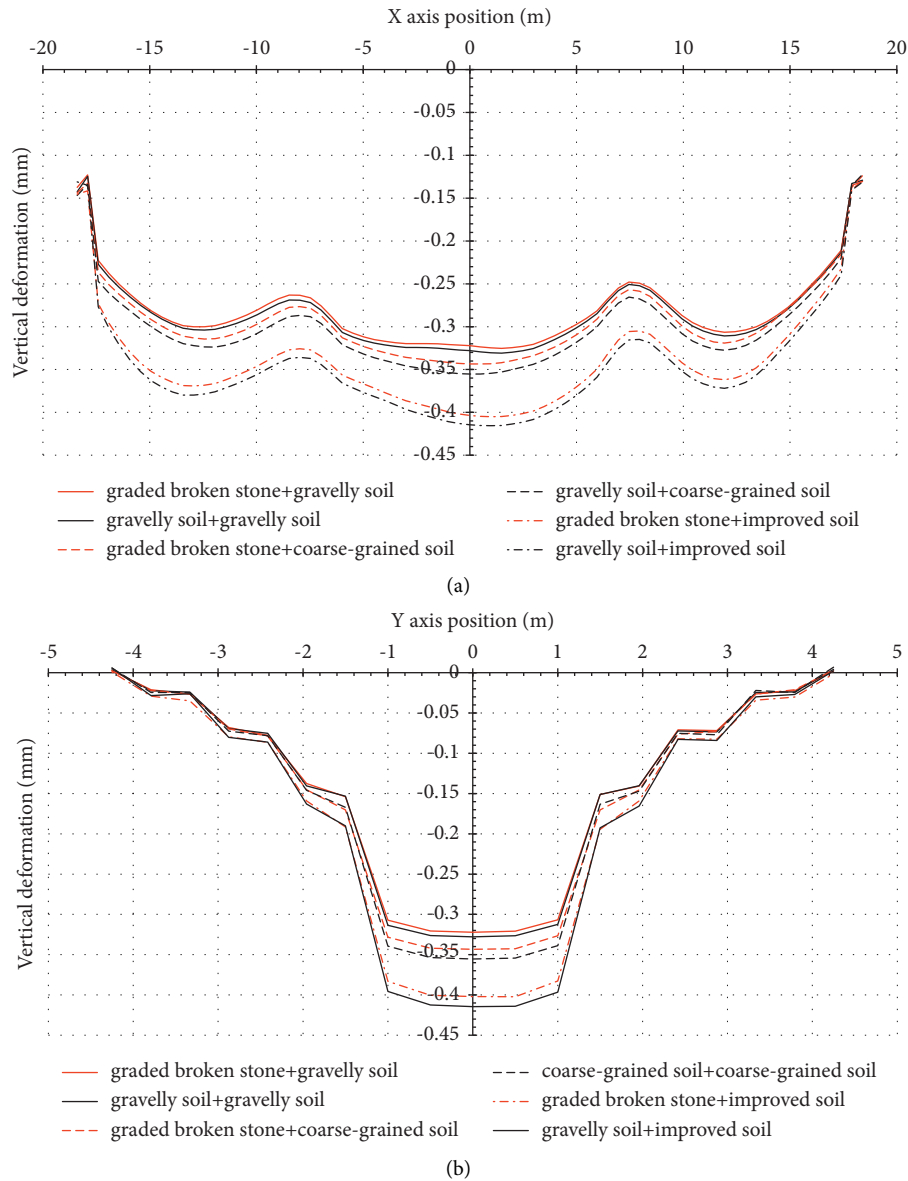 X axis position (m)
-20 -15 -10 -5 0 5 10 15 20
0
-0.05
-0.1
-0.15
-0.2
-0.25
-0.3
-0.35
-0.4
-0.45
Vertical deformation (mm)
graded broken stone+gravelly soil
gravelly soil+gravelly soil
graded broken stone+coarse-grained soil
gravelly soil+coarse-grained soil
graded broken stone+improved soil
gravelly soil+improved soil
(a)
Y axis position (m)
-5 -4 -3 -2 -1 0 1 2 3 4 5
0
-0.05
-0.1
-0.15
-0.2
-0.25
-0.3
-0.35
-0.4
-0.45
Vertical deformation (mm)
graded broken stone+gravelly soil
gravelly soil+gravelly soil
graded broken stone+coarse-grained soil
coarse-grained soil+coarse-grained soil
graded broken stone+improved soil
gravelly soil+improved soil
(b)